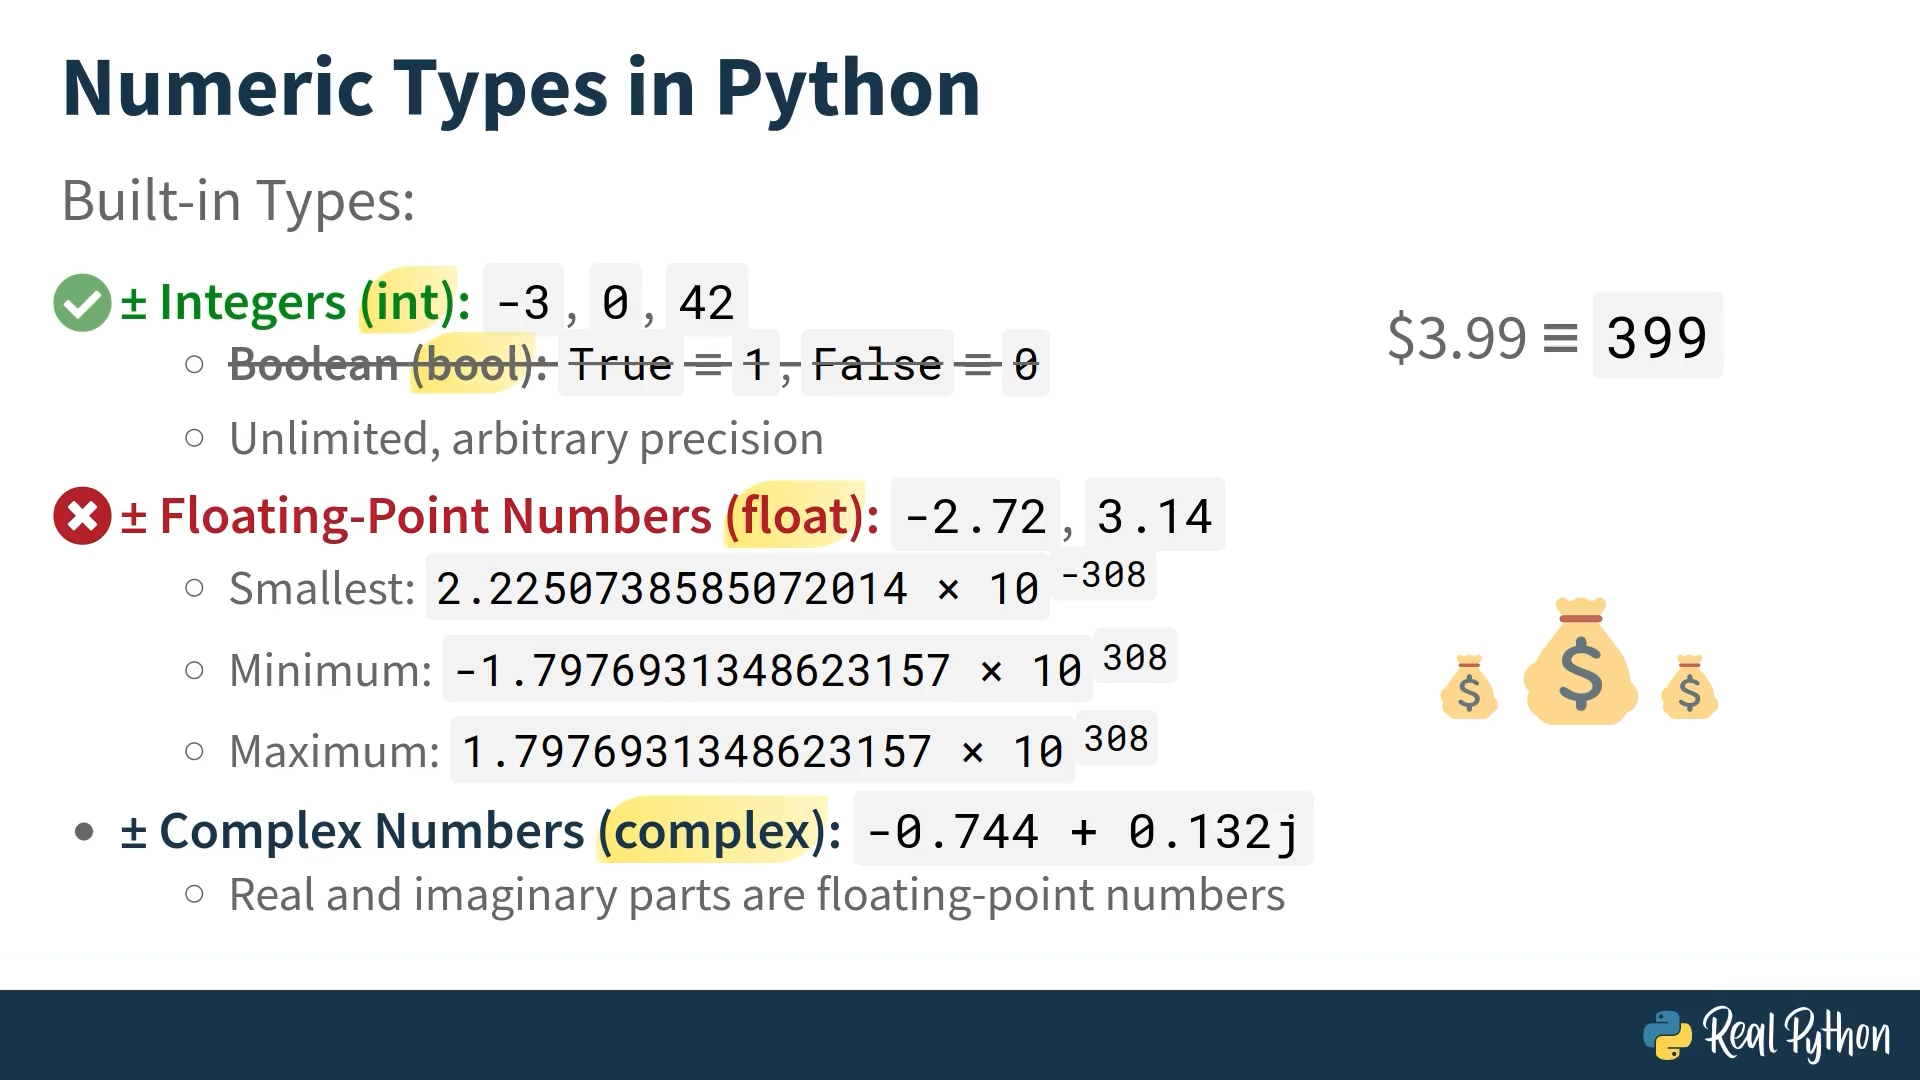 Numeric Types in Python
Built-in Types:
± Integers (int): -3, 0, 42
Boolean (bool): True ≡ 1, False ≡ 0
Unlimited, arbitrary precision
$3.99 ≡ 399
± Floating-Point Numbers (float): -2.72, 3.14
Smallest: 2.2250738585072014 × 10 -308
Minimum: -1.7976931348623157 × 10 308
Maximum: 1.7976931348623157 × 10 308
$ $ $
± Complex Numbers (complex): -0.744 + 0.132j
Real and imaginary parts are floating-point numbers
Real Python